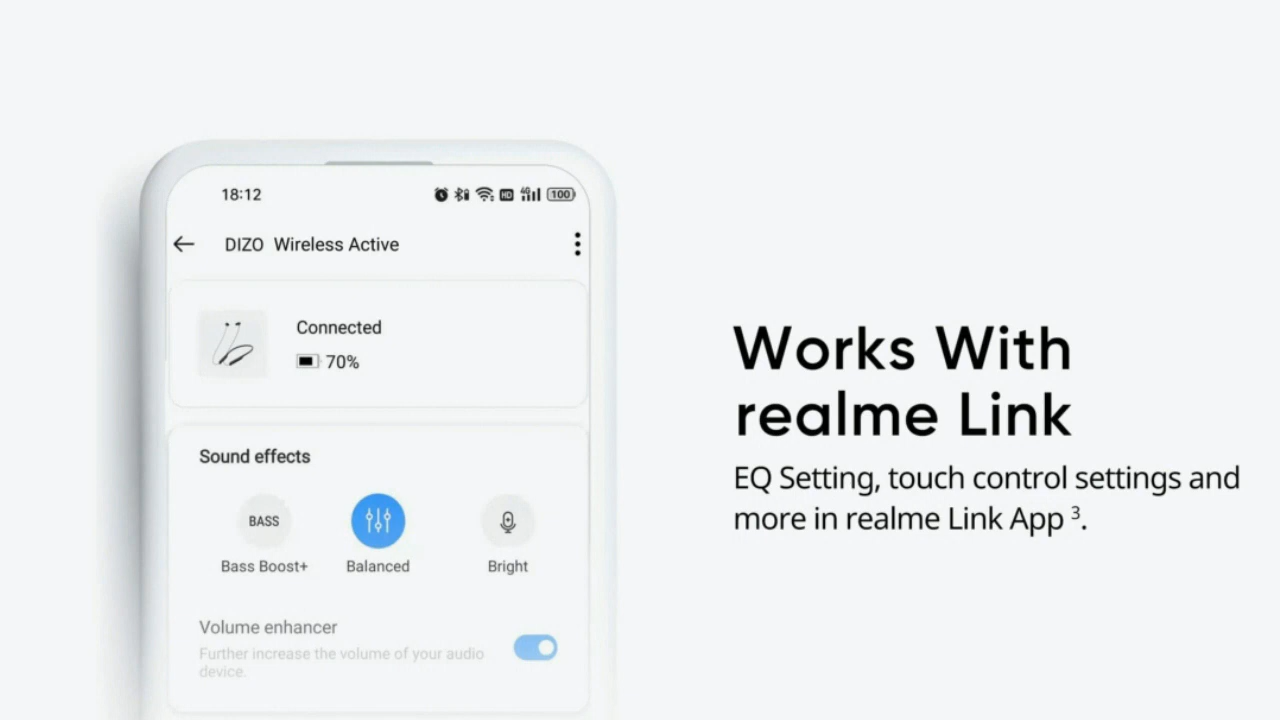 18:12
HD
4G
100
DIZO Wireless Active
Connected
70%
Sound effects
BASS
Bass Boost+
Balanced
Bright
Volume enhancer
Further increase the volume of your audio
device.
Works With
realme Link
EQ Setting, touch control settings and
more in realme Link App ³.